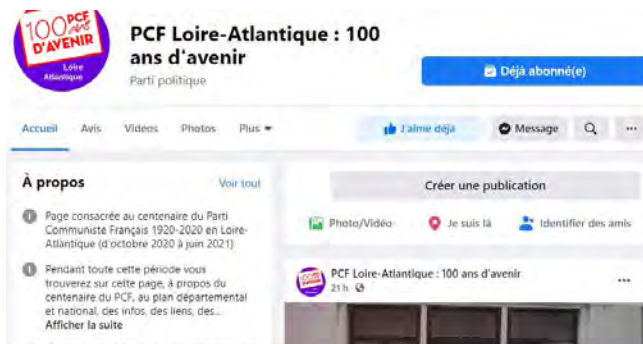 100 PCF
ans
D'AVENIR
Loire
Atlantique
PCF Loire-Atlantique : 100
ans d'avenir
Parti politique
Déjà abonné(e)
Accueil Avis Vidéos Photos Plus
J'aime déjà Message
À propos Voir tout
Page consacrée au centenaire du Parti
Communiste Français 1920-2020 en Loire-
Atlantique (d'octobre 2020 à juin 2021)
Pendant toute cette période vous
trouverez sur cette page, à propos du
centenaire du PCF, au plan départemental
et national, des infos, des liens, des...
Afficher la suite
Créer une publication
Photo/Vidéo Je suis là Identifier des amis
PCF Loire-Atlantique : 100 ans d'avenir
21 h